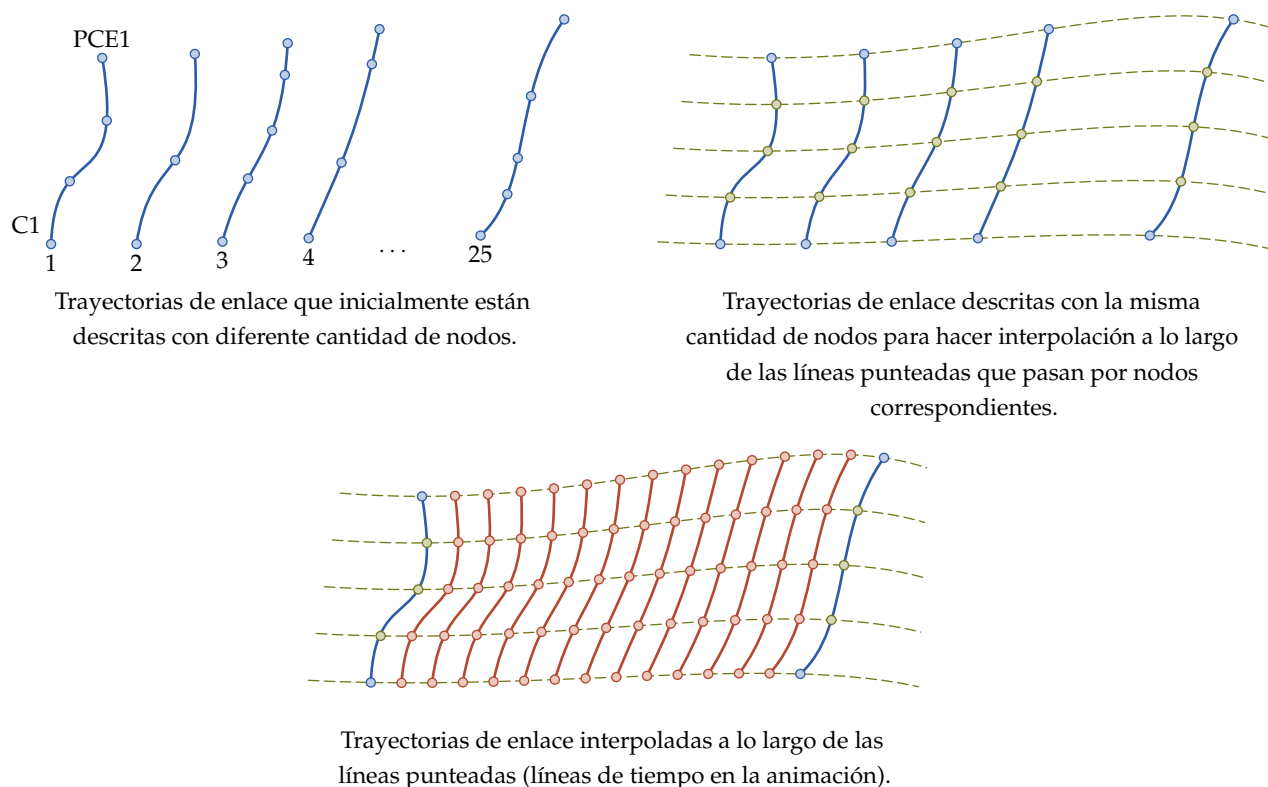 PCE1
C1
1 2 3 4 ... 25
Trayectorias de enlace que inicialmente están
descritas con diferente cantidad de nodos.
Trayectorias de enlace descritas con la misma
cantidad de nodos para hacer interpolación a lo largo
de las líneas punteadas que pasan por nodos
correspondientes.
Trayectorias de enlace interpoladas a lo largo de las
líneas punteadas (líneas de tiempo en la animación).